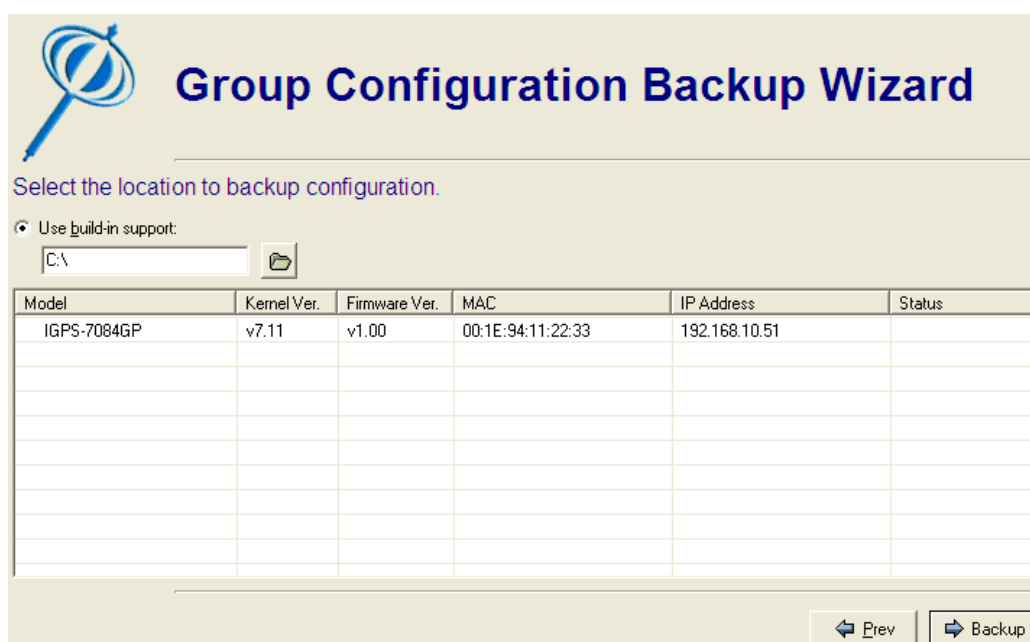 Group Configuration Backup Wizard
Select the location to backup configuration.
Use build-in support:
C:\
Model Kernel Ver. Firmware Ver. MAC IP Address Status
IGPS-7084GP v7.11 v1.00 00:1E:94:11:22:33 192.168.10.51
Prev Backup